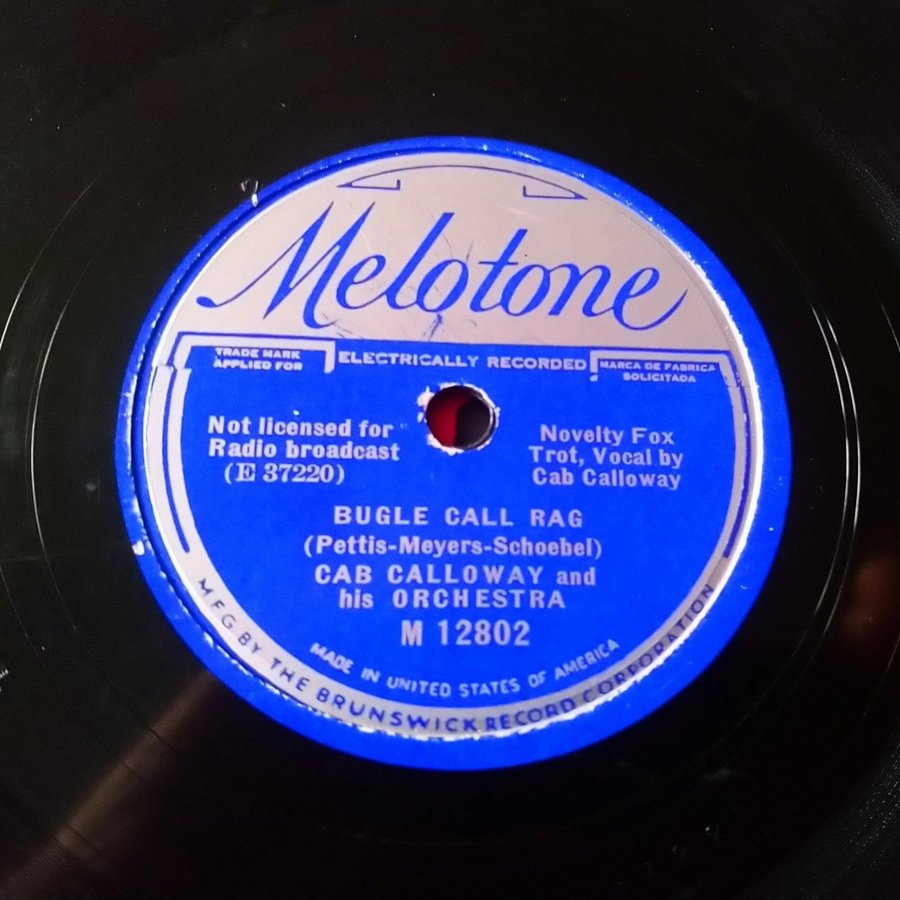 Melotone
TRADE MARK
APPLIED FOR
ELECTRICALLY RECORDED
MARCA DE FABRICA
SOLICITADA
Not licensed for
Radio broadcast
(E 37220)
Novelty Fox
Trot, Vocal by
Cab Calloway
BUGLE CALL RAG
(Pettis-Meyers-Schoebel)
CAB CALLOWAY and
his ORCHESTRA
M 12802
MADE IN UNITED STATES OF AMERICA
MFG BY THE BRUNSWICK RECORD CORPORATION